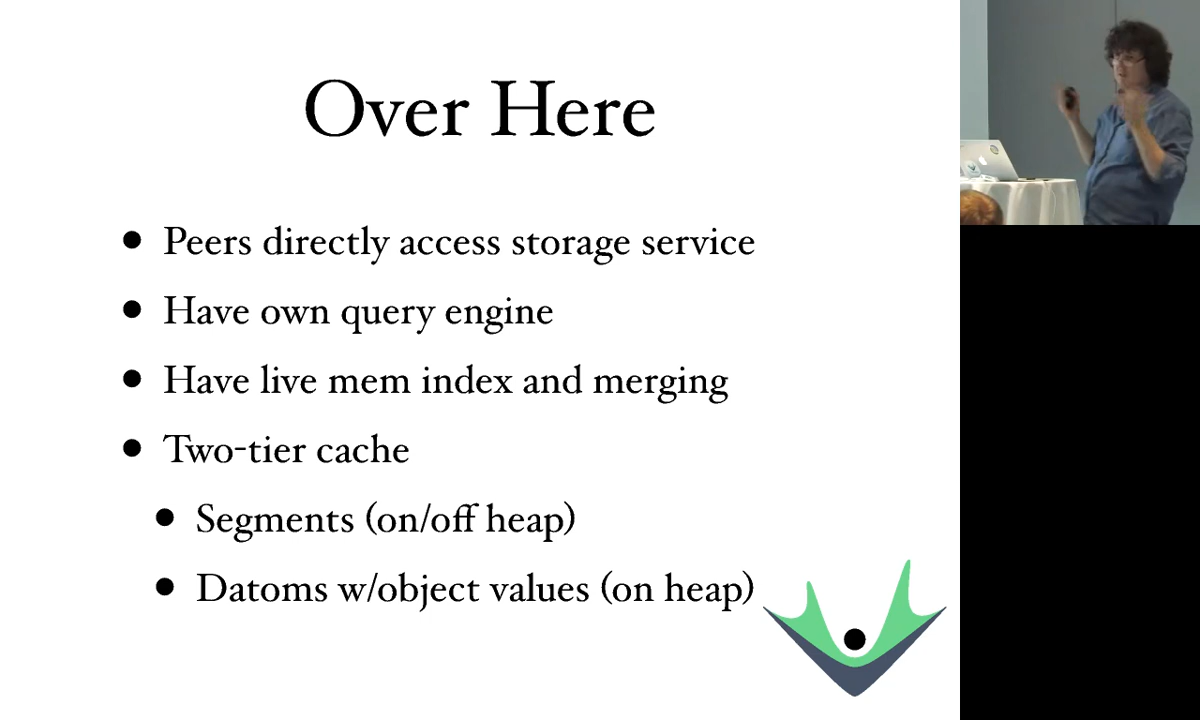 Over Here
• Peers directly access storage service
• Have own query engine
• Have live mem index and merging
• Two-tier cache
• Segments (on/off heap)
• Datoms w/object values (on heap)